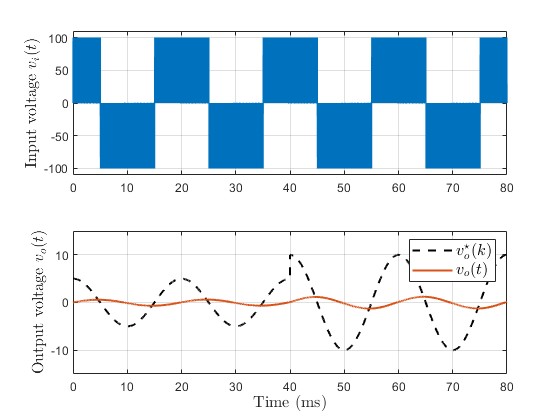 Input voltage v_i(t)
100
50
0
-50
-100
0 10 20 30 40 50 60 70 80
Output voltage v_o(t)
10
0
-10
v_o^⋆(k)
v_o(t)
0 10 20 30 40 50 60 70 80
Time (ms)